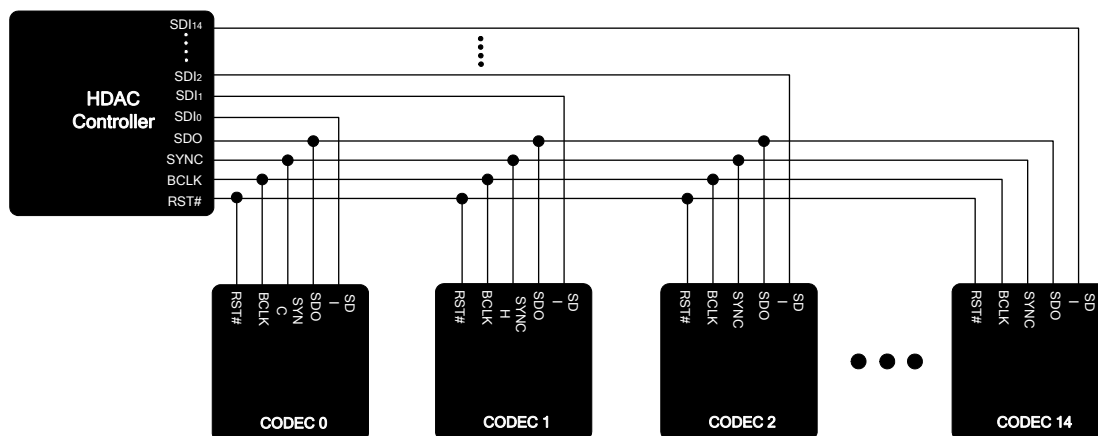 SDI14
SDI2
SDI1
SDI0
SDO
SYNC
BCLK
RST#
HDAC
Controller
RST#
BCLK
SYN
C
SDO
SD
I
CODEC 0
RST#
BCLK
SYNC
H
SDO
SD
I
CODEC 1
RST#
BCLK
SYNC
SDO
SD
I
CODEC 2
RST#
BCLK
SYNC
SDO
SD
I
CODEC 14